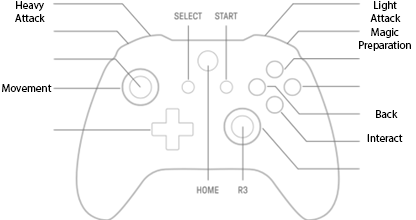 Heavy
Attack
SELECT
START
Light
Attack
Magic
Preparation
Movement
Back
Interact
HOME
R3